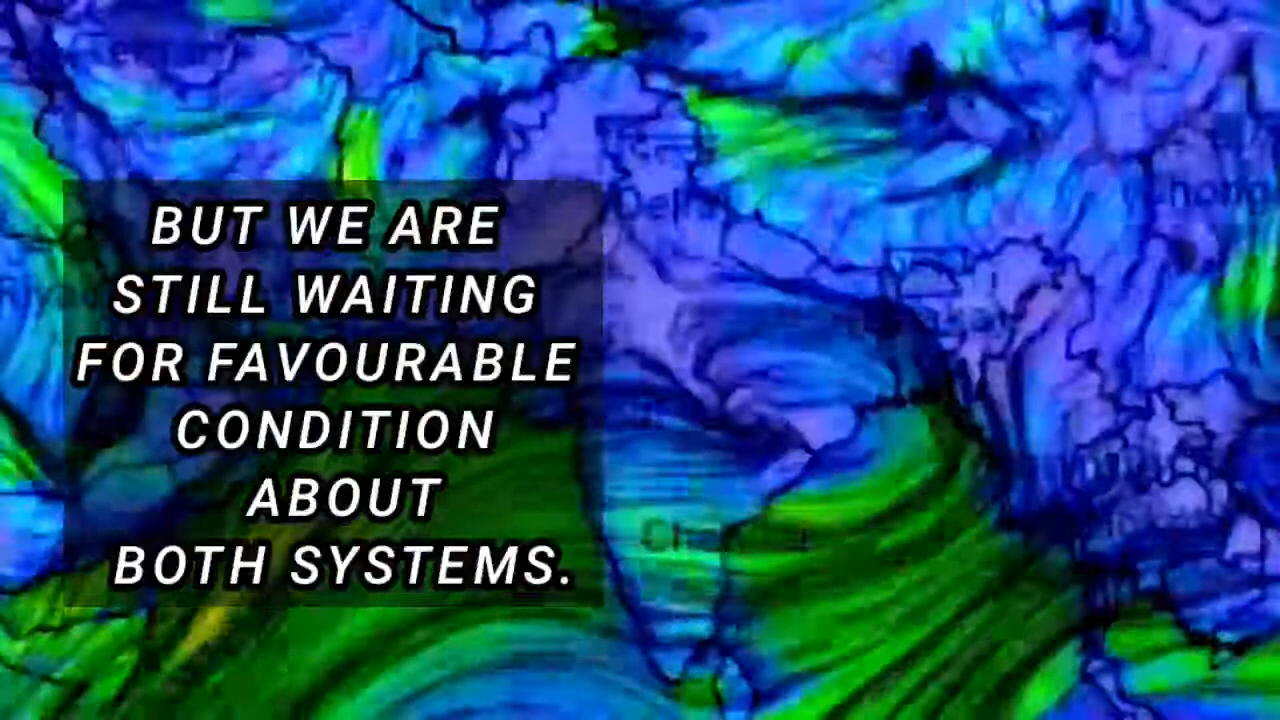 BUT WE ARE
STILL WAITING
FOR FAVOURABLE
CONDITION
ABOUT
BOTH SYSTEMS.